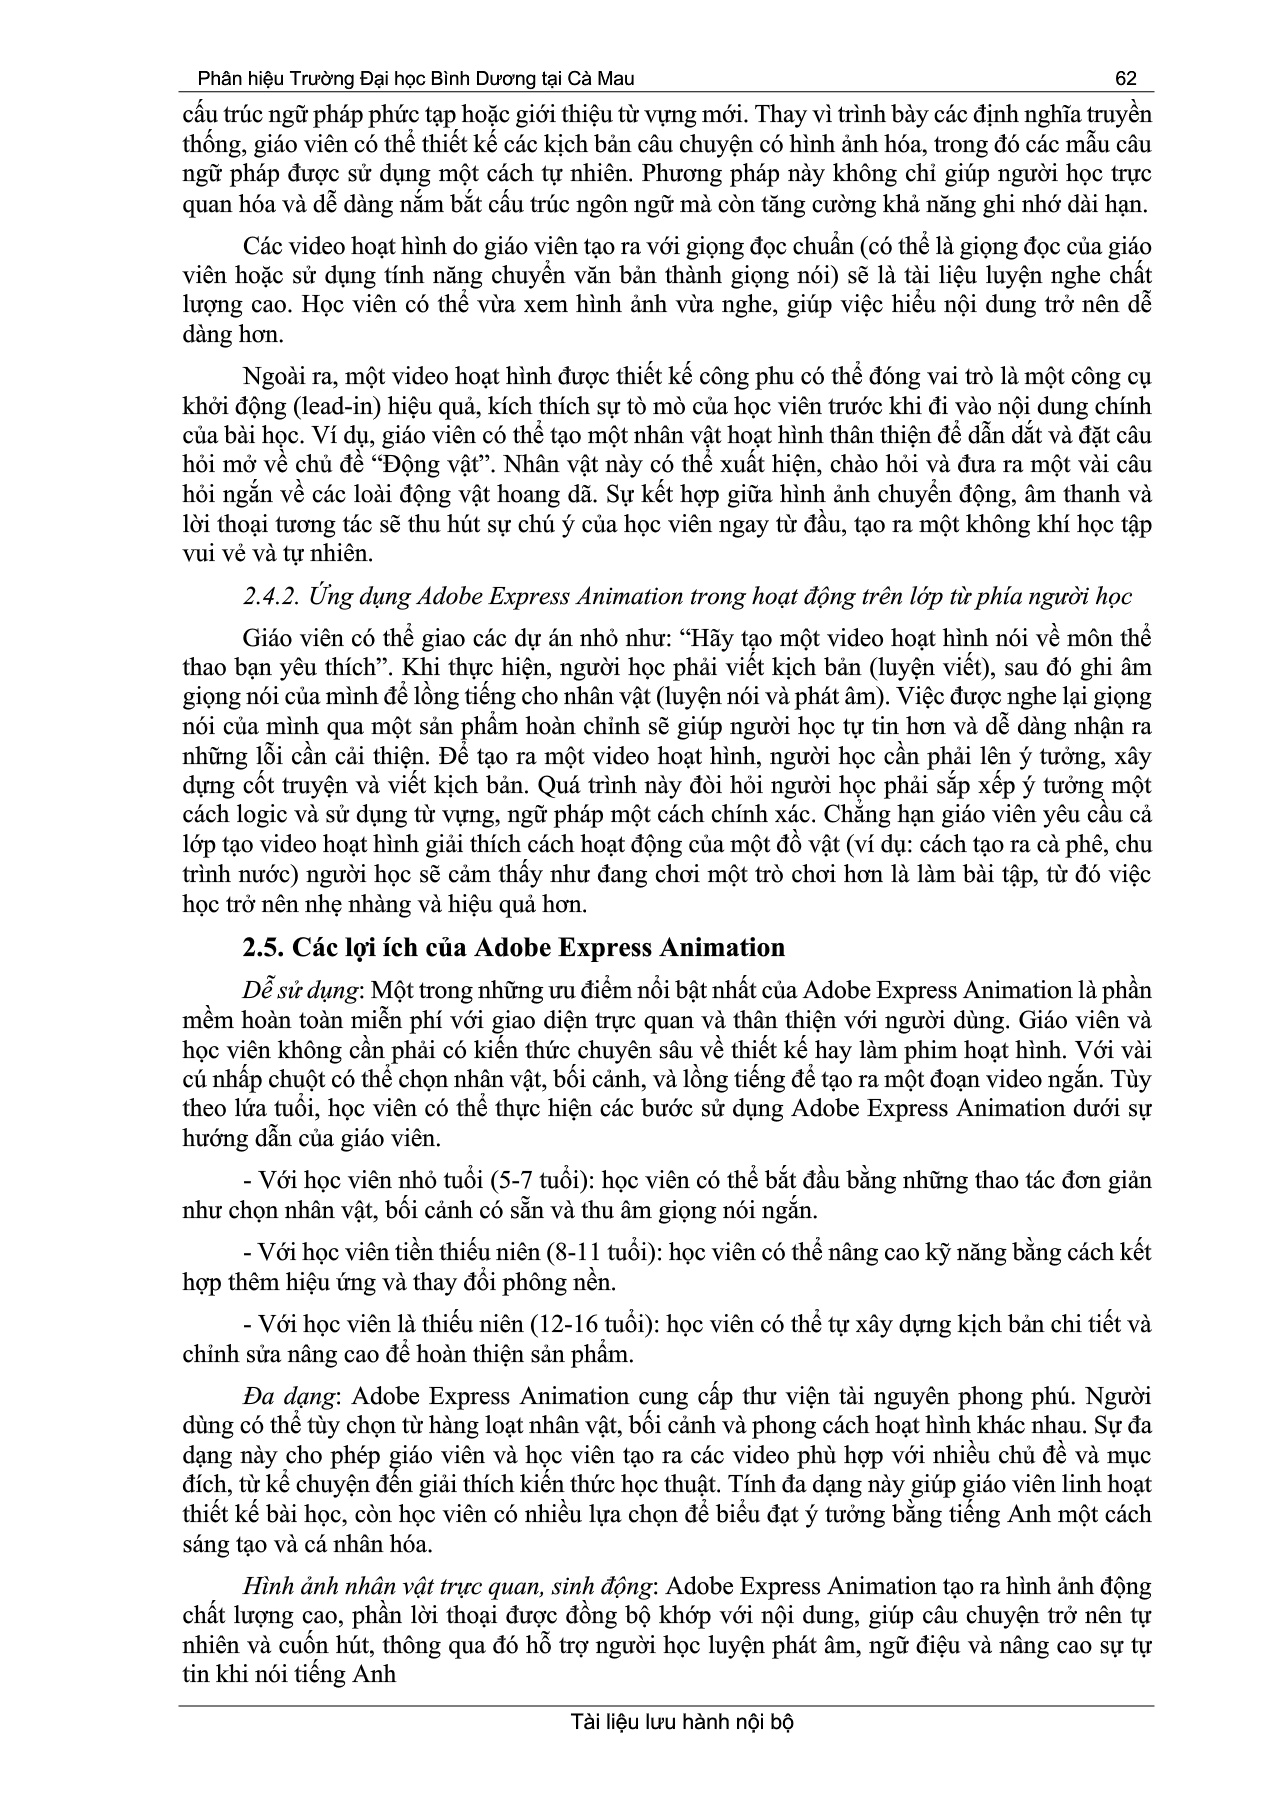 Phân hiệu Trường Đại học Bình Dương tại Cà Mau 62
cấu trúc ngữ pháp phức tạp hoặc giới thiệu từ vựng mới. Thay vì trình bày các định nghĩa truyền
thống, giáo viên có thể thiết kế các kịch bản câu chuyện có hình ảnh hóa, trong đó các mẫu câu
ngữ pháp được sử dụng một cách tự nhiên. Phương pháp này không chỉ giúp người học trực
quan hóa và dễ dàng nắm bắt cấu trúc ngôn ngữ mà còn tăng cường khả năng ghi nhớ dài hạn.
Các video hoạt hình do giáo viên tạo ra với giọng đọc chuẩn (có thể là giọng đọc của giáo
viên hoặc sử dụng tính năng chuyển văn bản thành giọng nói) sẽ là tài liệu luyện nghe chất
lượng cao. Học viên có thể vừa xem hình ảnh vừa nghe, giúp việc hiểu nội dung trở nên dễ
dàng hơn.
Ngoài ra, một video hoạt hình được thiết kế công phu có thể đóng vai trò là một công cụ
khởi động (lead-in) hiệu quả, kích thích sự tò mò của học viên trước khi đi vào nội dung chính
của bài học. Ví dụ, giáo viên có thể tạo một nhân vật hoạt hình thân thiện để dẫn dắt và đặt câu
hỏi mở về chủ đề “Động vật”. Nhân vật này có thể xuất hiện, chào hỏi và đưa ra một vài câu
hỏi ngắn về các loài động vật hoang dã. Sự kết hợp giữa hình ảnh chuyển động, âm thanh và
lời thoại tương tác sẽ thu hút sự chú ý của học viên ngay từ đầu, tạo ra một không khí học tập
vui vẻ và tự nhiên.
2.4.2. Ứng dụng Adobe Express Animation trong hoạt động trên lớp từ phía người học
Giáo viên có thể giao các dự án nhỏ như: “Hãy tạo một video hoạt hình nói về môn thể
thao bạn yêu thích”. Khi thực hiện, người học phải viết kịch bản (luyện viết), sau đó ghi âm
giọng nói của mình để lồng tiếng cho nhân vật (luyện nói và phát âm). Việc được nghe lại giọng
nói của mình qua một sản phẩm hoàn chỉnh sẽ giúp người học tự tin hơn và dễ dàng nhận ra
những lỗi cần cải thiện. Để tạo ra một video hoạt hình, người học cần phải lên ý tưởng, xây
dựng cốt truyện và viết kịch bản. Quá trình này đòi hỏi người học phải sắp xếp ý tưởng một
cách logic và sử dụng từ vựng, ngữ pháp một cách chính xác. Chẳng hạn giáo viên yêu cầu cả
lớp tạo video hoạt hình giải thích cách hoạt động của một đồ vật (ví dụ: cách tạo ra cà phê, chu
trình nước) người học sẽ cảm thấy như đang chơi một trò chơi hơn là làm bài tập, từ đó việc
học trở nên nhẹ nhàng và hiệu quả hơn.
2.5. Các lợi ích của Adobe Express Animation
Dễ sử dụng: Một trong những ưu điểm nổi bật nhất của Adobe Express Animation là phần
mềm hoàn toàn miễn phí với giao diện trực quan và thân thiện với người dùng. Giáo viên và
học viên không cần phải có kiến thức chuyên sâu về thiết kế hay làm phim hoạt hình. Với vài
cú nhấp chuột có thể chọn nhân vật, bối cảnh, và lồng tiếng để tạo ra một đoạn video ngắn. Tùy
theo lứa tuổi, học viên có thể thực hiện các bước sử dụng Adobe Express Animation dưới sự
hướng dẫn của giáo viên.
- Với học viên nhỏ tuổi (5-7 tuổi): học viên có thể bắt đầu bằng những thao tác đơn giản
như chọn nhân vật, bối cảnh có sẵn và thu âm giọng nói ngắn.
- Với học viên tiền thiếu niên (8-11 tuổi): học viên có thể nâng cao kỹ năng bằng cách kết
hợp thêm hiệu ứng và thay đổi phông nền.
- Với học viên là thiếu niên (12-16 tuổi): học viên có thể tự xây dựng kịch bản chi tiết và
chỉnh sửa nâng cao để hoàn thiện sản phẩm.
Đa dạng: Adobe Express Animation cung cấp thư viện tài nguyên phong phú. Người
dùng có thể tùy chọn từ hàng loạt nhân vật, bối cảnh và phong cách hoạt hình khác nhau. Sự đa
dạng này cho phép giáo viên và học viên tạo ra các video phù hợp với nhiều chủ đề và mục
đích, từ kể chuyện đến giải thích kiến thức học thuật. Tính đa dạng này giúp giáo viên linh hoạt
thiết kế bài học, còn học viên có nhiều lựa chọn để biểu đạt ý tưởng bằng tiếng Anh một cách
sáng tạo và cá nhân hóa.
Hình ảnh nhân vật trực quan, sinh động: Adobe Express Animation tạo ra hình ảnh động
chất lượng cao, phần lời thoại được đồng bộ khớp với nội dung, giúp câu chuyện trở nên tự
nhiên và cuốn hút, thông qua đó hỗ trợ người học luyện phát âm, ngữ điệu và nâng cao sự tự
tin khi nói tiếng Anh
Tài liệu lưu hành nội bộ